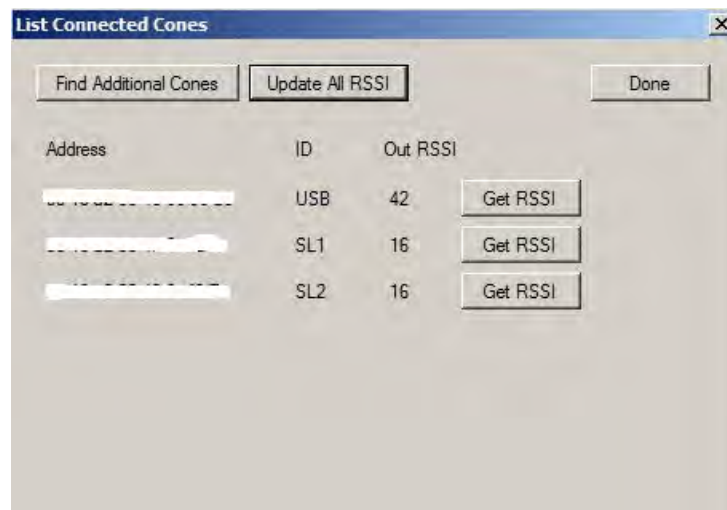 List Connected Cones
Find Additional Cones Update All RSSI Done
Address ID Out RSSI
USB 42 Get RSSI
SL1 16 Get RSSI
SL2 16 Get RSSI